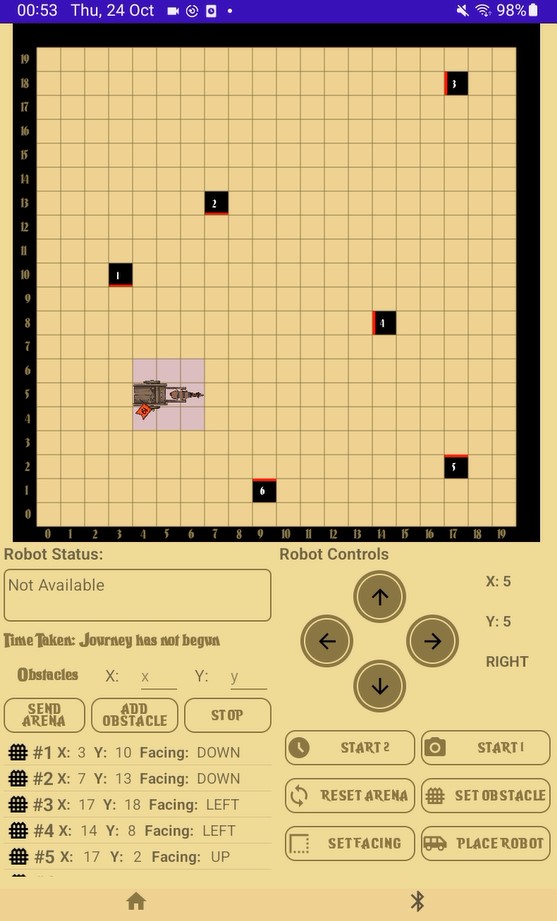 00:53 Thu, 24 Oct 98%
19
18 3
17
16
15
14
13 2
12
11
10 1
9
8 4
7
6
5
4
3
2 5
1 6
0
0 1 2 3 4 5 6 7 8 9 10 11 12 13 14 15 16 17 18 19
Robot Status:
Robot Controls
Not Available
X: 5
Y: 5
RIGHT
Time Taken: Journey has not begun
Obstacles X: x Y: y
SEND ARENA
ADD OBSTACLE
STOP
#1 X: 3 Y: 10 Facing: DOWN
#2 X: 7 Y: 13 Facing: DOWN
#3 X: 17 Y: 18 Facing: LEFT
#4 X: 14 Y: 8 Facing: LEFT
#5 X: 17 Y: 2 Facing: UP
START 2
START 1
RESET ARENA
SET OBSTACLE
SET FACING
PLACE ROBOT